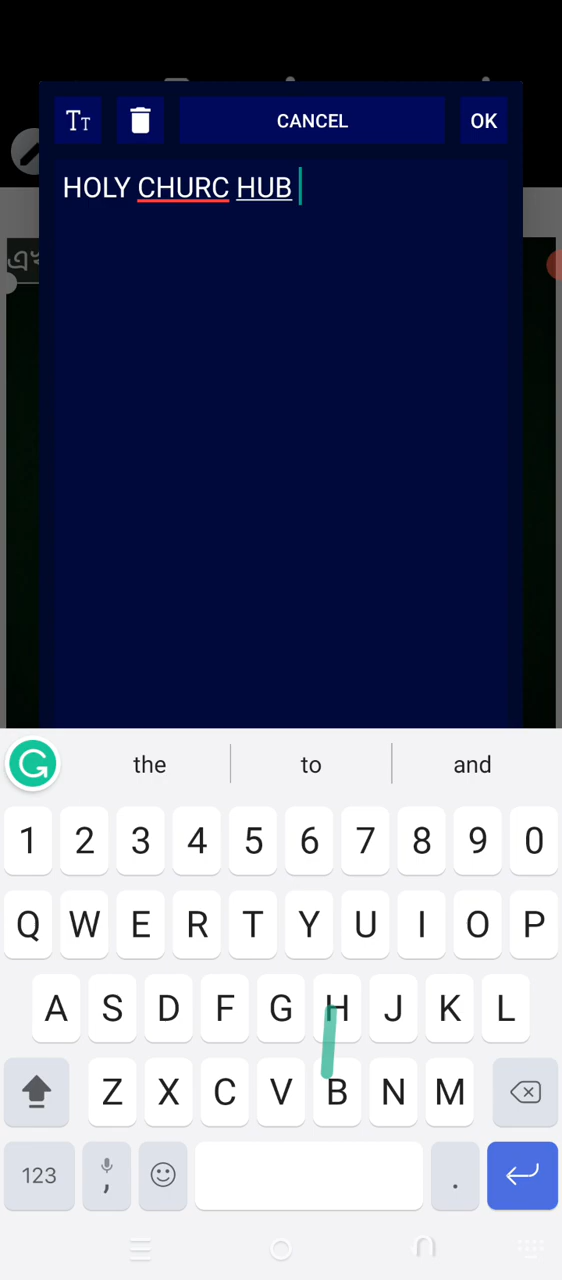 TT
CANCEL
OK
HOLY CHURC HUB
the
to
and
1 2 3 4 5 6 7 8 9 0
Q W E R T Y U I O P
A S D F G H J K L
Z X C V B N M
123
,
.